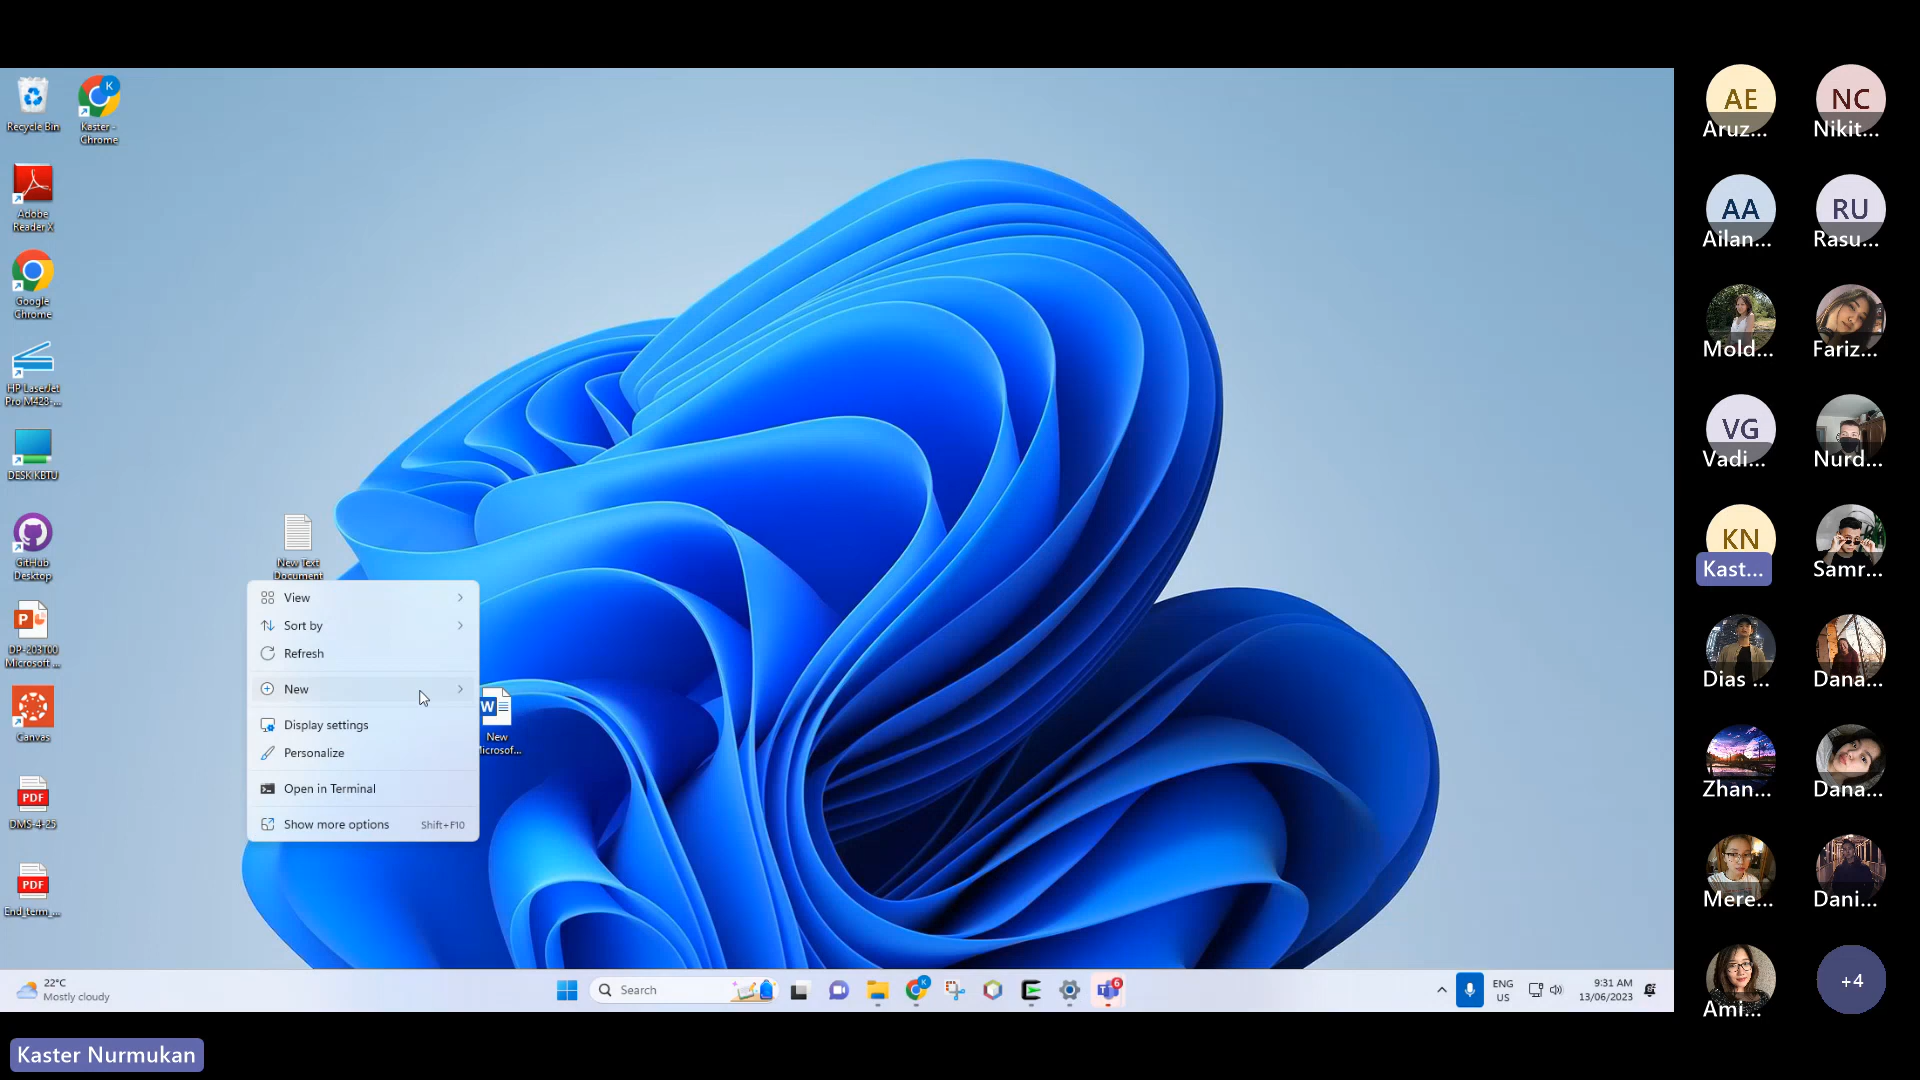 Recycle Bin
K
Kaster -
Chrome
Adobe
Reader X
Google
Chrome
HP LaserJet
Pro M428-...
DESK KBTU
GitHub
Desktop
DP-203T00
Microsoft ...
Canvas
PDF
DMS-4-25
PDF
End_term_...
New Text
Document
View
Sort by
Refresh
New
Display settings
Personalize
Open in Terminal
Show more options Shift+F10
W
New
Microsof...
22°C
Mostly cloudy
Search
K
6
ENG
US
9:31 AM
13/06/2023
AE
Aruz...
NC
Nikit...
AA
Ailan...
RU
Rasu...
Mold...
Fariz...
VG
Vadi...
Nurd...
KN
Kast...
Samr...
Dias ...
Dana...
Zhan...
Dana...
Mere...
Dani...
Ami...
+4
Kaster Nurmukan